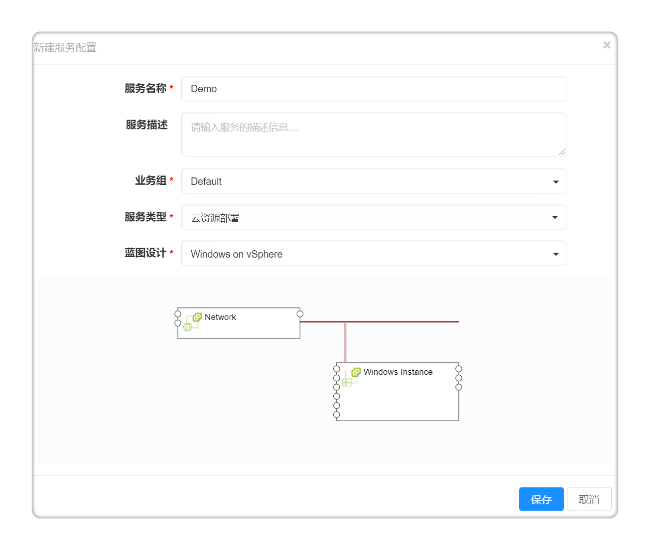 新建服务配置 ×
服务名称 * Demo
服务描述 请输入服务的描述信息....
业务组 * Default
服务类型 * 云资源部署
蓝图设计 * Windows on vSphere
Network
Windows Instance
保存 取消